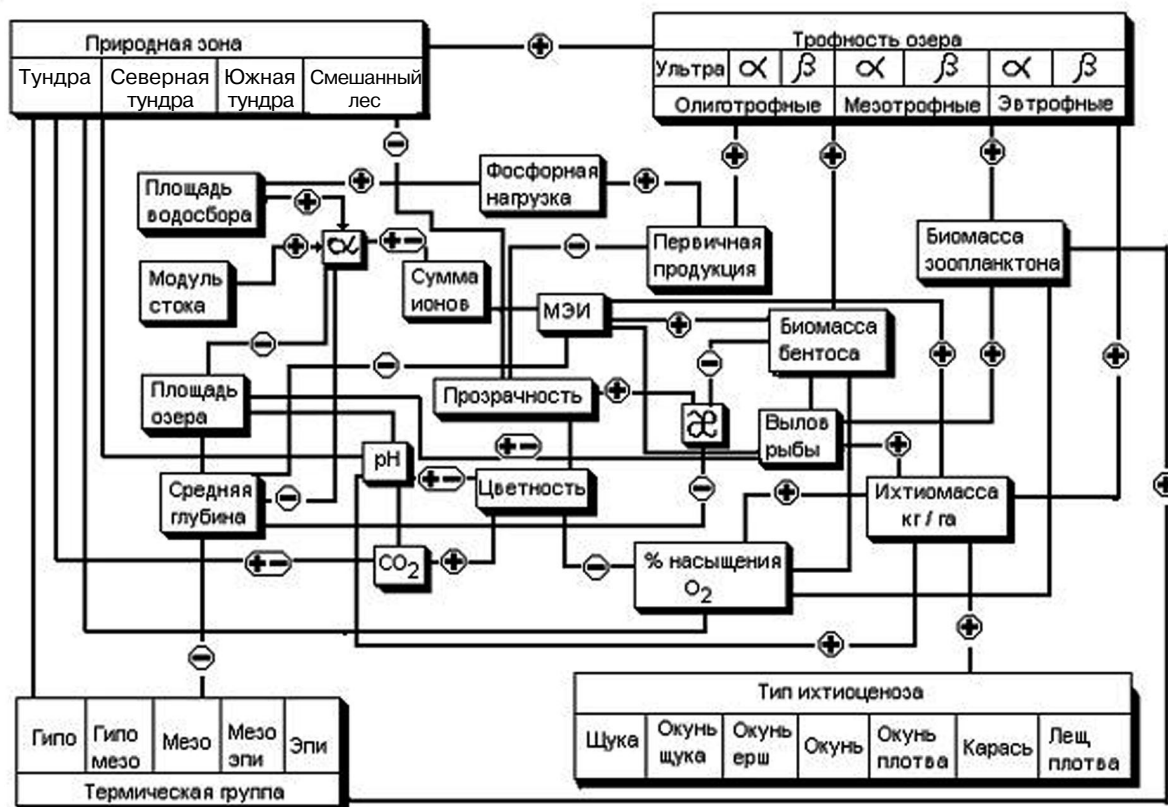 Природная зона
Тундра
Северная тундра
Южная тундра
Смешанный лес
Трофность озера
Ультра α β α β α β
Олиготрофные Мезотрофные Эвтрофные
Площадь
водосбора
Фосфорная
нагрузка
Модуль
стока
α
Сумма
ионов
Первичная
продукция
Биомасса
зоопланктона
МЭИ
Биомасса
бентоса
Площадь
озера
Прозрачность
æ
Вылов
рыбы
pH
Средняя
глубина
Цветность
Ихтиомасса
кг / га
CO2
% насыщения
O2
Гипо
Гипо
мезо
Мезо
Мезо
эпи
Эпи
Термическая группа
Тип ихтиоценоза
Щука
Окунь
щука
Окунь
ерш
Окунь
Окунь
плотва
Карась
Лещ
плотва